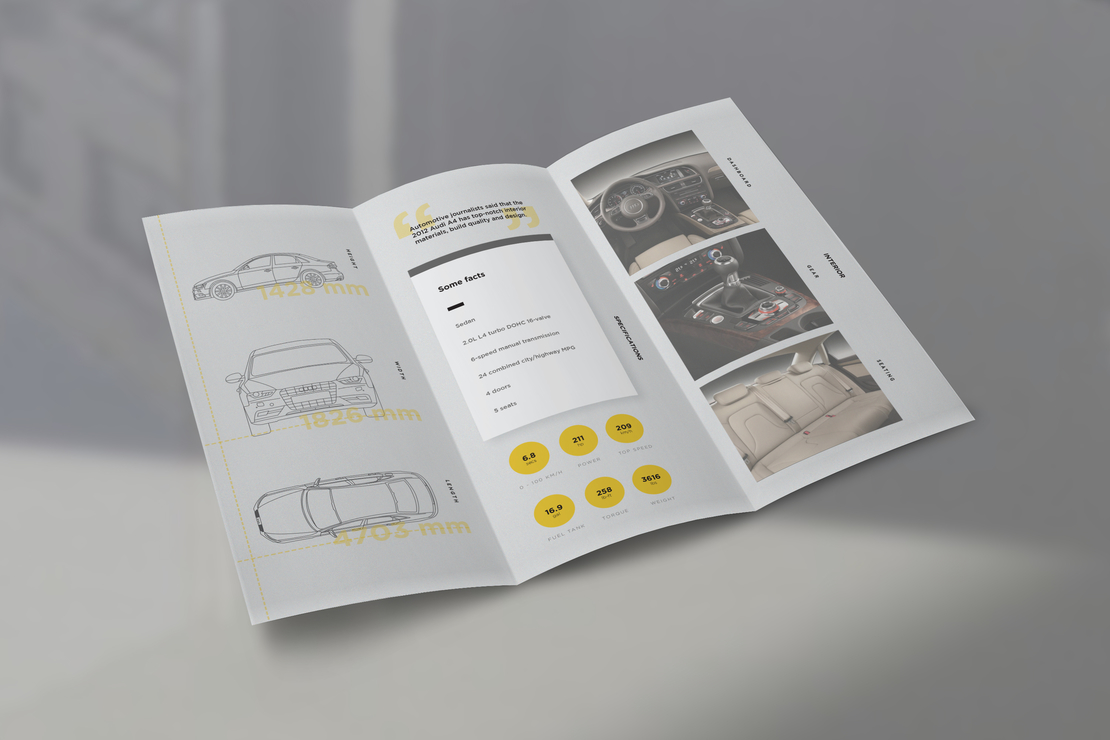 HEIGHT
1428 mm
WIDTH
1826 mm
LENGTH
4703 mm
“Automotive journalists said that the
2012 Audi A4 has top-notch interior
materials, build quality and design.”
Some facts
Sedan
2.0L L4 turbo DOHC 16-valve
6-speed manual transmission
24 combined city/highway MPG
4 doors
5 seats
SPECIFICATIONS
6.8
secs
0 - 100 KM/H
211
hp
POWER
209
km/h
TOP SPEED
16.9
gal
FUEL TANK
258
lb-ft
TORQUE
3616
lbs
WEIGHT
INTERIOR
DASHBOARD
GEAR
SEATING